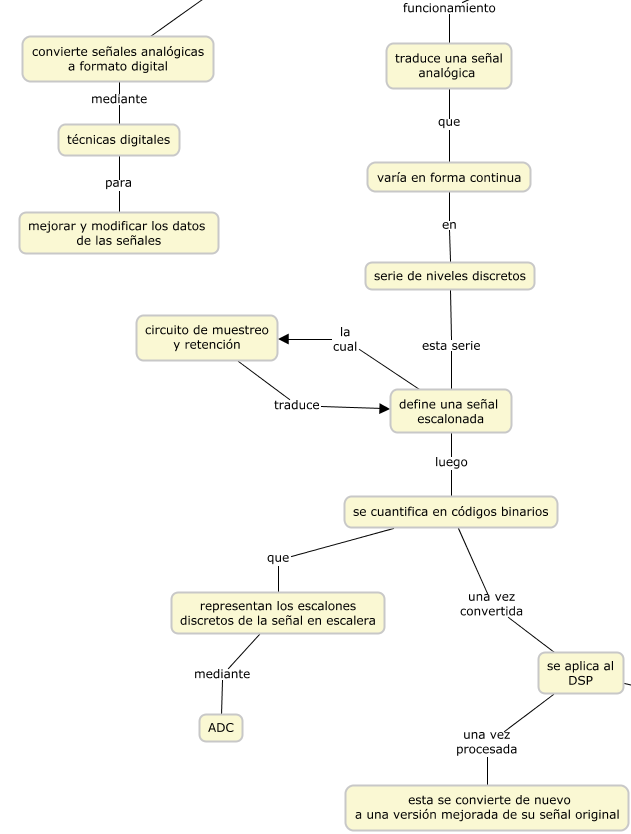 funcionamiento
convierte señales analógicas
a formato digital
mediante
técnicas digitales
para
mejorar y modificar los datos
de las señales
traduce una señal
analógica
que
varía en forma continua
en
serie de niveles discretos
esta serie
circuito de muestreo
y retención
la
cual
traduce
define una señal
escalonada
luego
se cuantifica en códigos binarios
que
representan los escalones
discretos de la señal en escalera
mediante
ADC
una vez
convertida
se aplica al
DSP
una vez
procesada
esta se convierte de nuevo
a una versión mejorada de su señal original